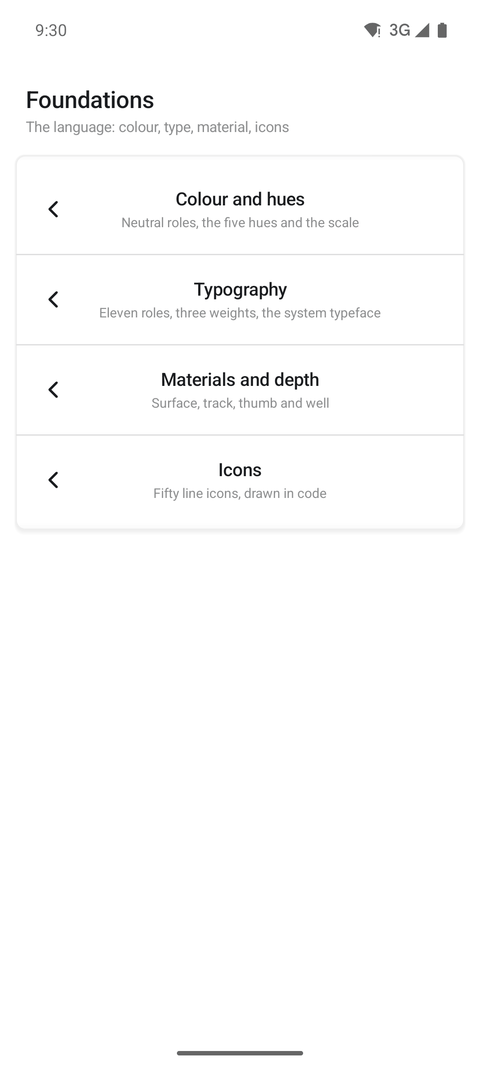 9:30
3G
Foundations
The language: colour, type, material, icons
Colour and hues
Neutral roles, the five hues and the scale
Typography
Eleven roles, three weights, the system typeface
Materials and depth
Surface, track, thumb and well
Icons
Fifty line icons, drawn in code